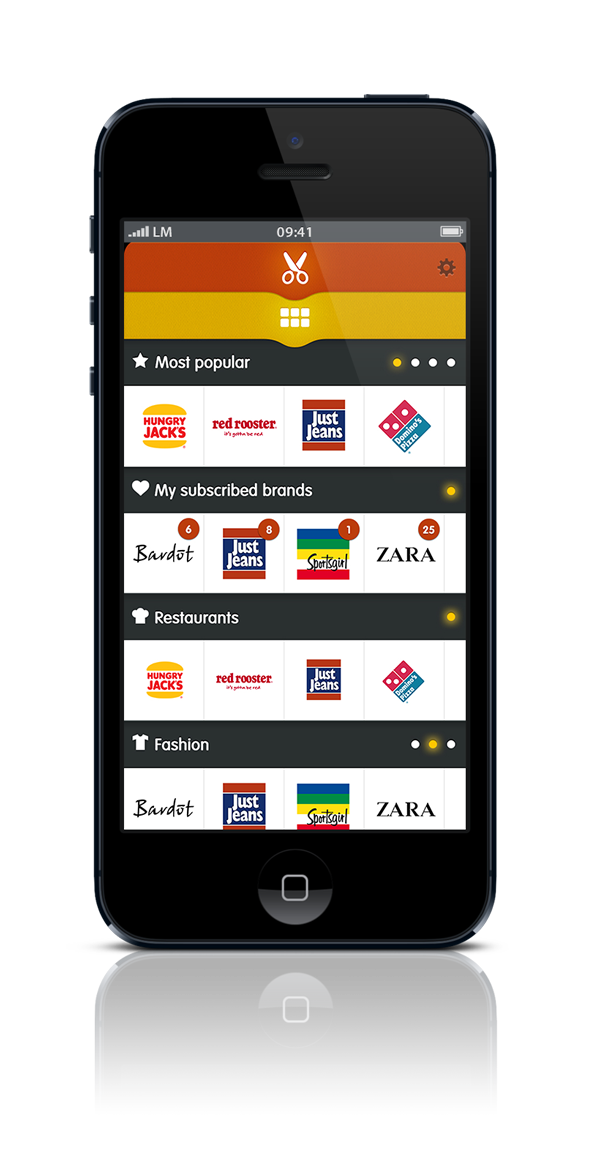 LM 09:41
Most popular
HUNGRY
JACK'S
red rooster
it's gotta be red.
Just
Jeans
Domino's
Pizza
My subscribed brands
6
8
1
25
Bardot
Just
Jeans
Sportsgirl
ZARA
Restaurants
HUNGRY
JACK'S
red rooster
it's gotta be red.
Just
Jeans
Domino's
Pizza
Fashion
Bardot
Just
Jeans
Sportsgirl
ZARA